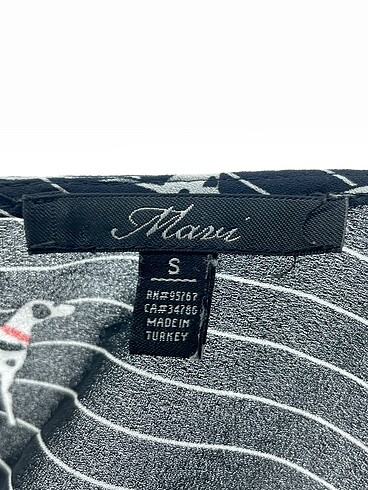 Mavi
S
RN#95767
CA#34786
MADE IN
TURKEY